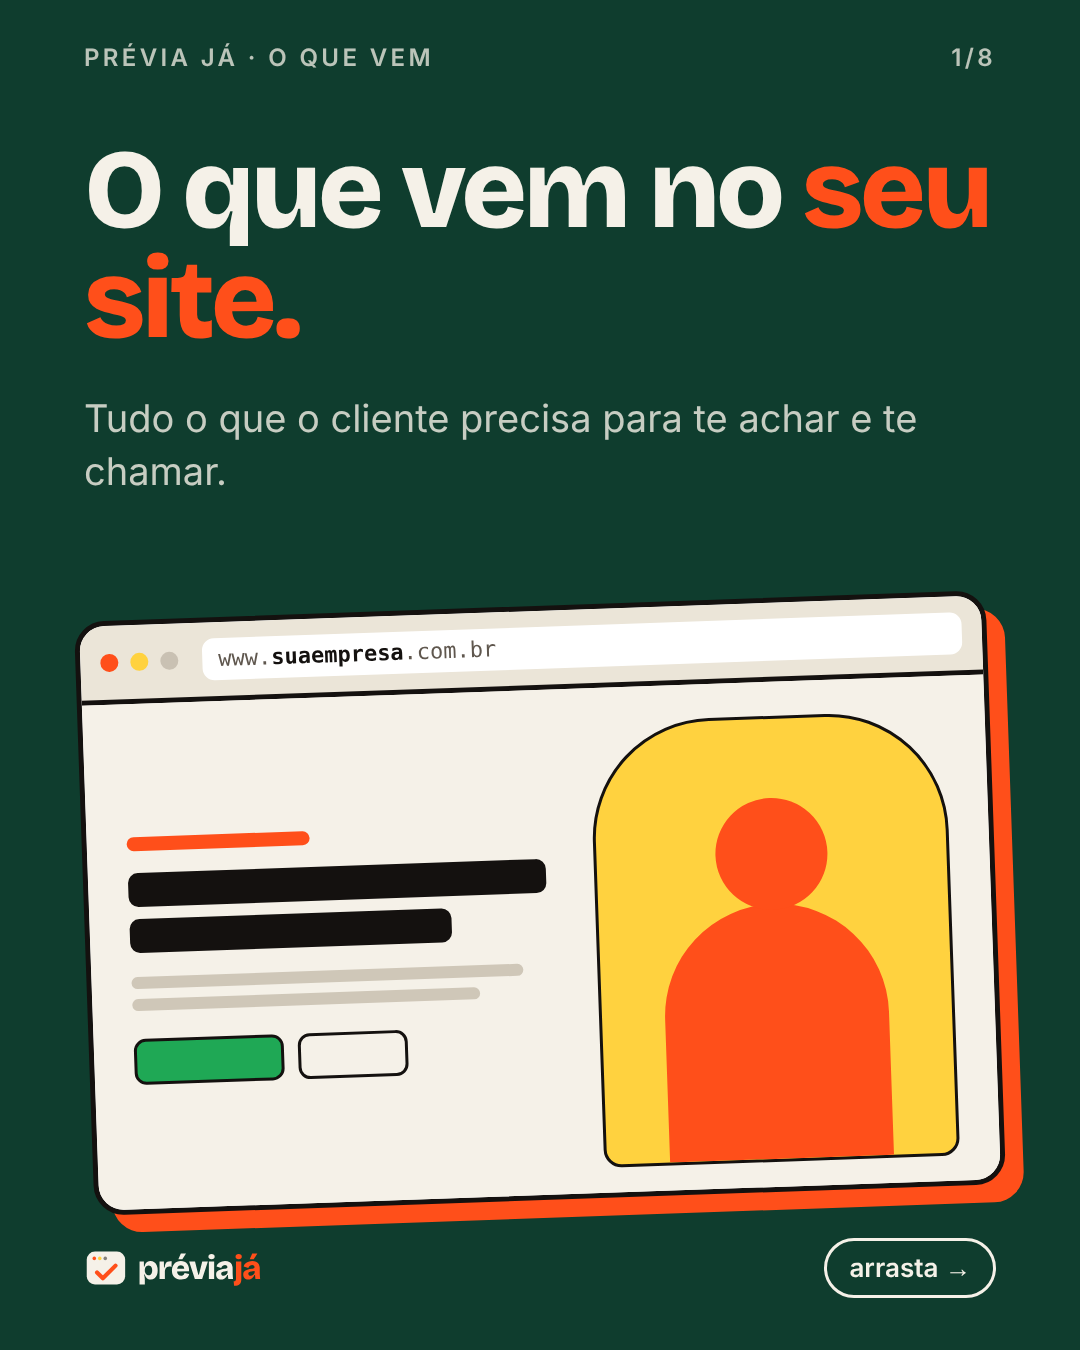 PRÉVIA JÁ · O QUE VEM
1/8
O que vem no seu
site.
Tudo o que o cliente precisa para te achar e te
chamar.
www.suaempresa.com.br
préviajá
arrasta →